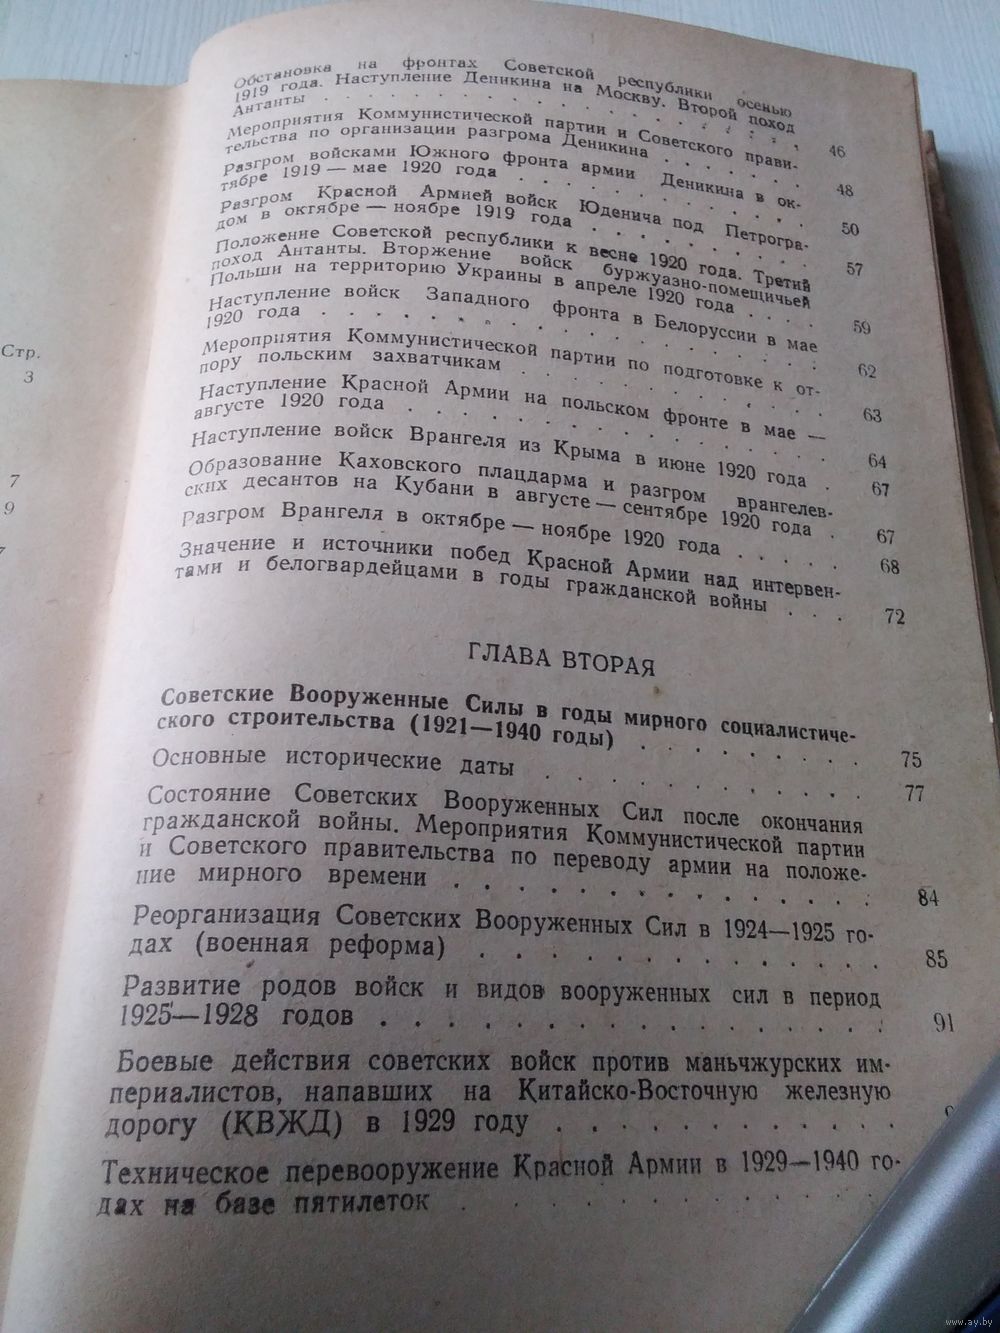 Обстановка на фронтах Советской республики осенью
1919 года. Наступление Деникина на Москву. Второй поход
Антанты . . . . . . . . . . . . . . . 46
Мероприятия Коммунистической партии и Советского прави-
тельства по организации разгрома Деникина . . . . . . 48
Разгром войсками Южного фронта армии Деникина в ок-
тябре 1919 — мае 1920 года . . . . . . . . . . . 50
Разгром Красной Армией войск Юденича под Петрогра-
дом в октябре — ноябре 1919 года . . . . . . . . 57
Положение Советской республики к весне 1920 года. Третий
поход Антанты. Вторжение войск буржуазно-помещичьей
Польши на территорию Украины в апреле 1920 года . . . . 59
Наступление войск Западного фронта в Белоруссии в мае
1920 года . . . . . . . . . . . . . . . 62
Мероприятия Коммунистической партии по подготовке к от-
пору польским захватчикам . . . . . . . . . . 63
Наступление Красной Армии на польском фронте в мае —
августе 1920 года . . . . . . . . . . . . . 64
Наступление войск Врангеля из Крыма в июне 1920 года . 67
Образование Каховского плацдарма и разгром врангелев-
ских десантов на Кубани в августе — сентябре 1920 года . 67
Разгром Врангеля в октябре — ноябре 1920 года . . . . . 68
Значение и источники побед Красной Армии над интервен-
тами и белогвардейцами в годы гражданской войны . . . 72
ГЛАВА ВТОРАЯ
Советские Вооруженные Силы в годы мирного социалистиче-
ского строительства (1921—1940 годы) . . . . . . . . 75
Основные исторические даты . . . . . . . . . . 77
Состояние Советских Вооруженных Сил после окончания
гражданской войны. Мероприятия Коммунистической партии
и Советского правительства по переводу армии на положе-
ние мирного времени . . . . . . . . . . . . . 84
Реорганизация Советских Вооруженных Сил в 1924—1925 го-
дах (военная реформа) . . . . . . . . . . . . 85
Развитие родов войск и видов вооруженных сил в период
1925—1928 годов . . . . . . . . . . . . . . . 91
Боевые действия советских войск против маньчжурских им-
периалистов, напавших на Китайско-Восточную железную
дорогу (КВЖД) в 1929 году . . . . . . . . . . .
Техническое перевооружение Красной Армии в 1929—1940 го-
дах на базе пятилеток . . . . . . . . . . . .
Стр.
3
7
9
www.ay.by